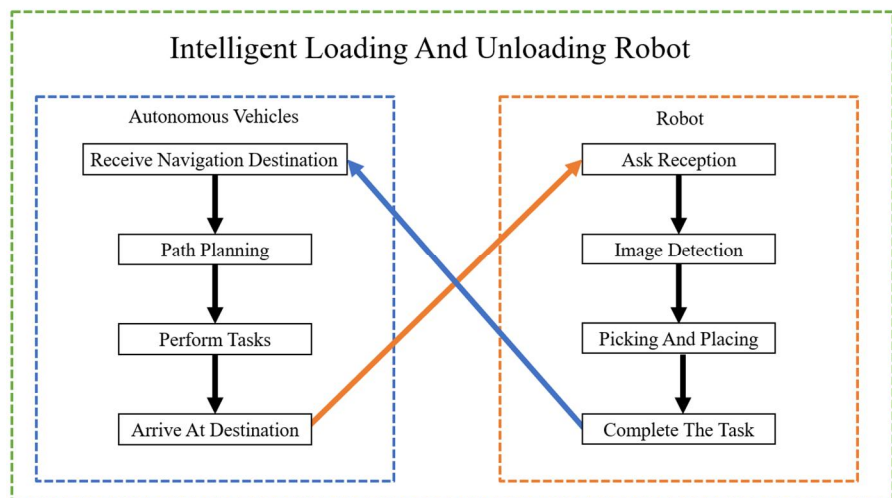 Intelligent Loading And Unloading Robot
Autonomous Vehicles
Receive Navigation Destination
Path Planning
Perform Tasks
Arrive At Destination
Robot
Ask Reception
Image Detection
Picking And Placing
Complete The Task